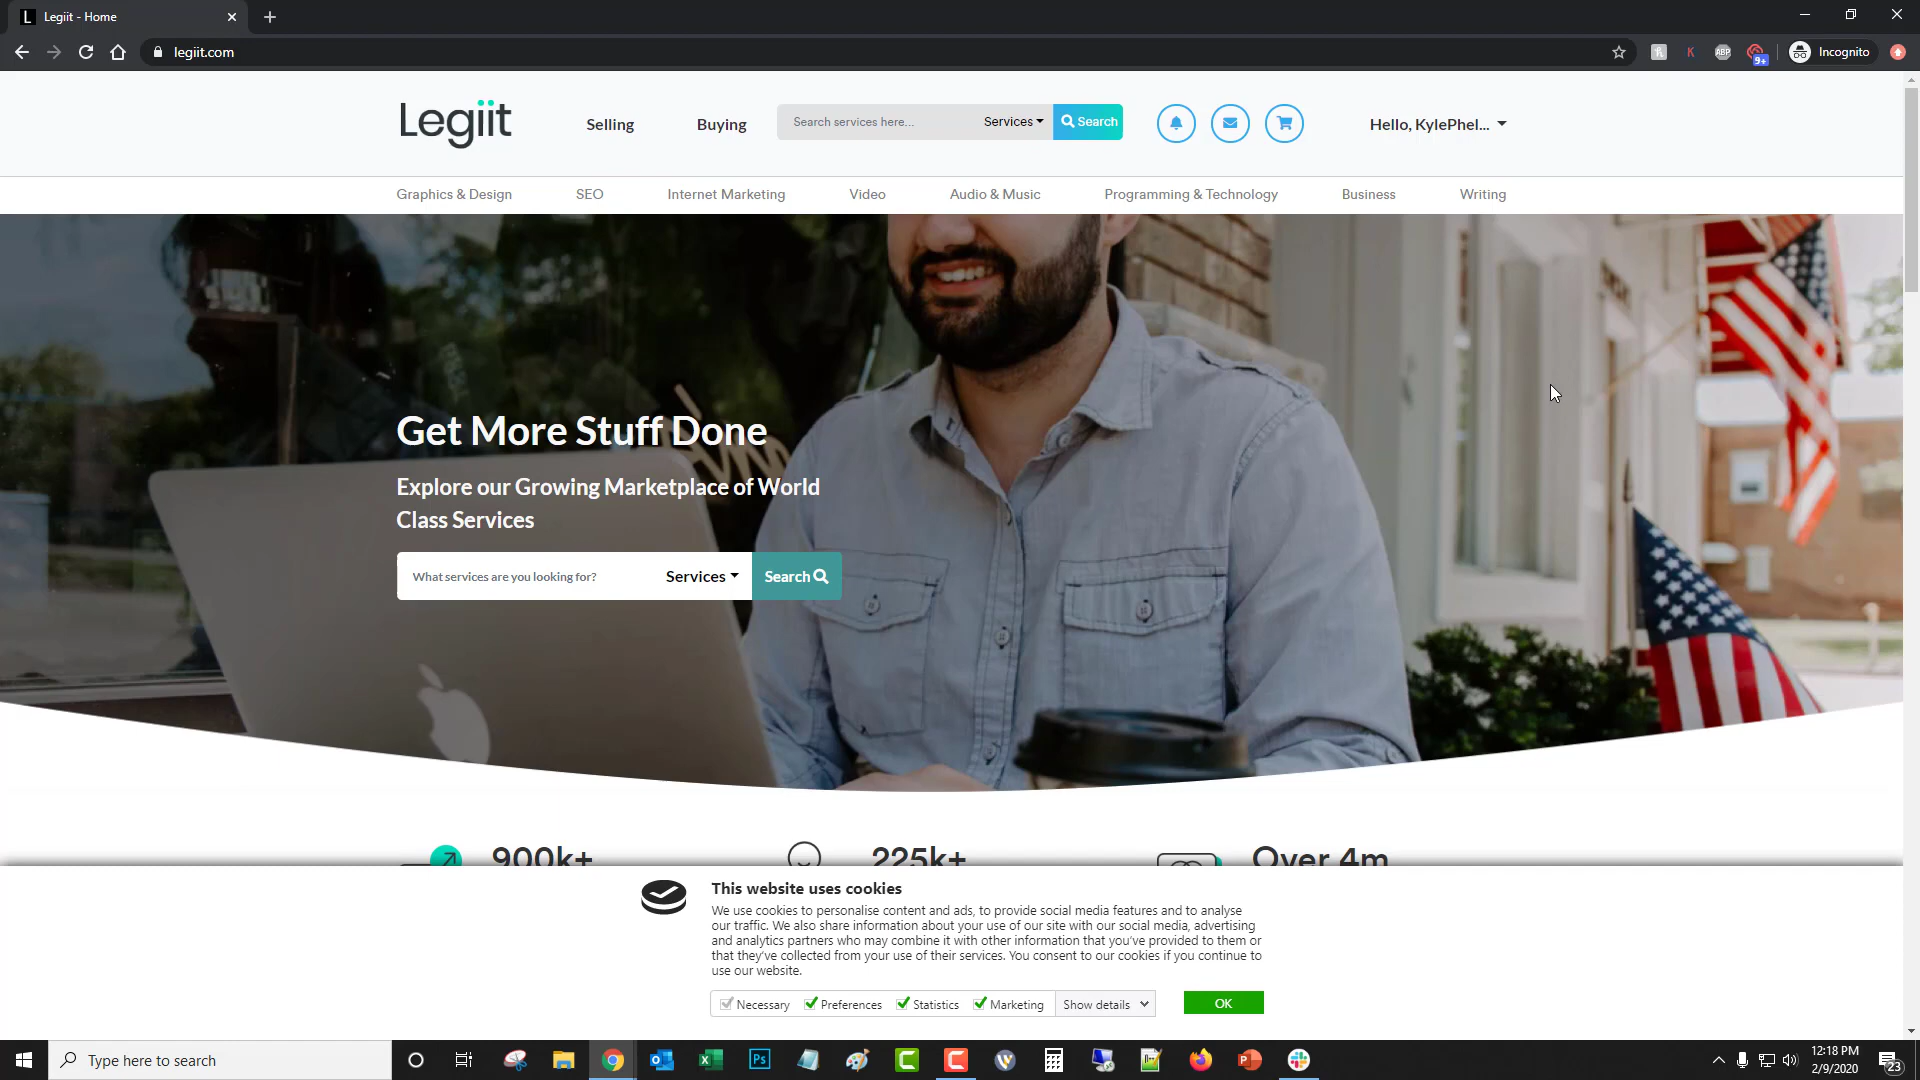 Legiit - Home
legiit.com
9+
Incognito
Legiit
Selling
Buying
Search services here...
Services
Search
Hello, KylePhel...
Graphics & Design
SEO
Internet Marketing
Video
Audio & Music
Programming & Technology
Business
Writing
Get More Stuff Done
Explore our Growing Marketplace of World
Class Services
What services are you looking for?
Services
Search
900k+
225k+
Over 4m
This website uses cookies
We use cookies to personalise content and ads, to provide social media features and to analyse
our traffic. We also share information about your use of our site with our social media, advertising
and analytics partners who may combine it with other information that you've provided to them or
that they've collected from your use of their services. You consent to our cookies if you continue to
use our website.
Necessary
Preferences
Statistics
Marketing
Show details
OK
Type here to search
12:18 PM
2/9/2020
23